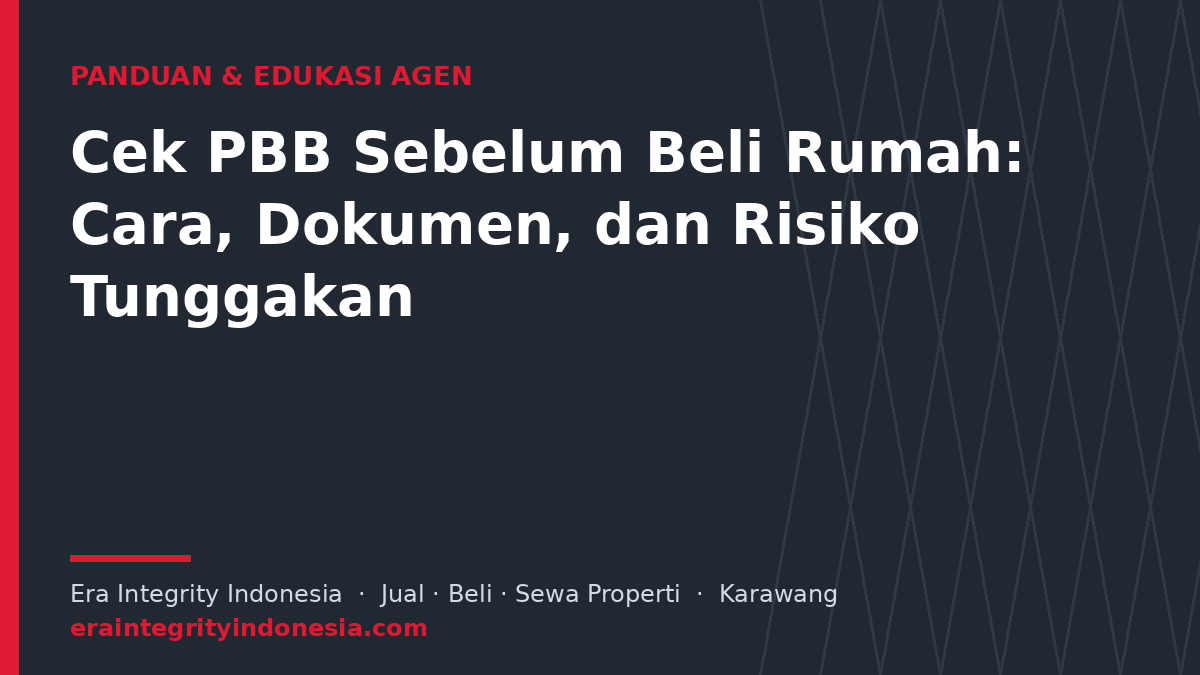 PANDUAN & EDUKASI AGEN
Cek PBB Sebelum Beli Rumah:
Cara, Dokumen, dan Risiko
Tunggakan
Era Integrity Indonesia · Jual · Beli · Sewa Properti · Karawang
eraintegrityindonesia.com